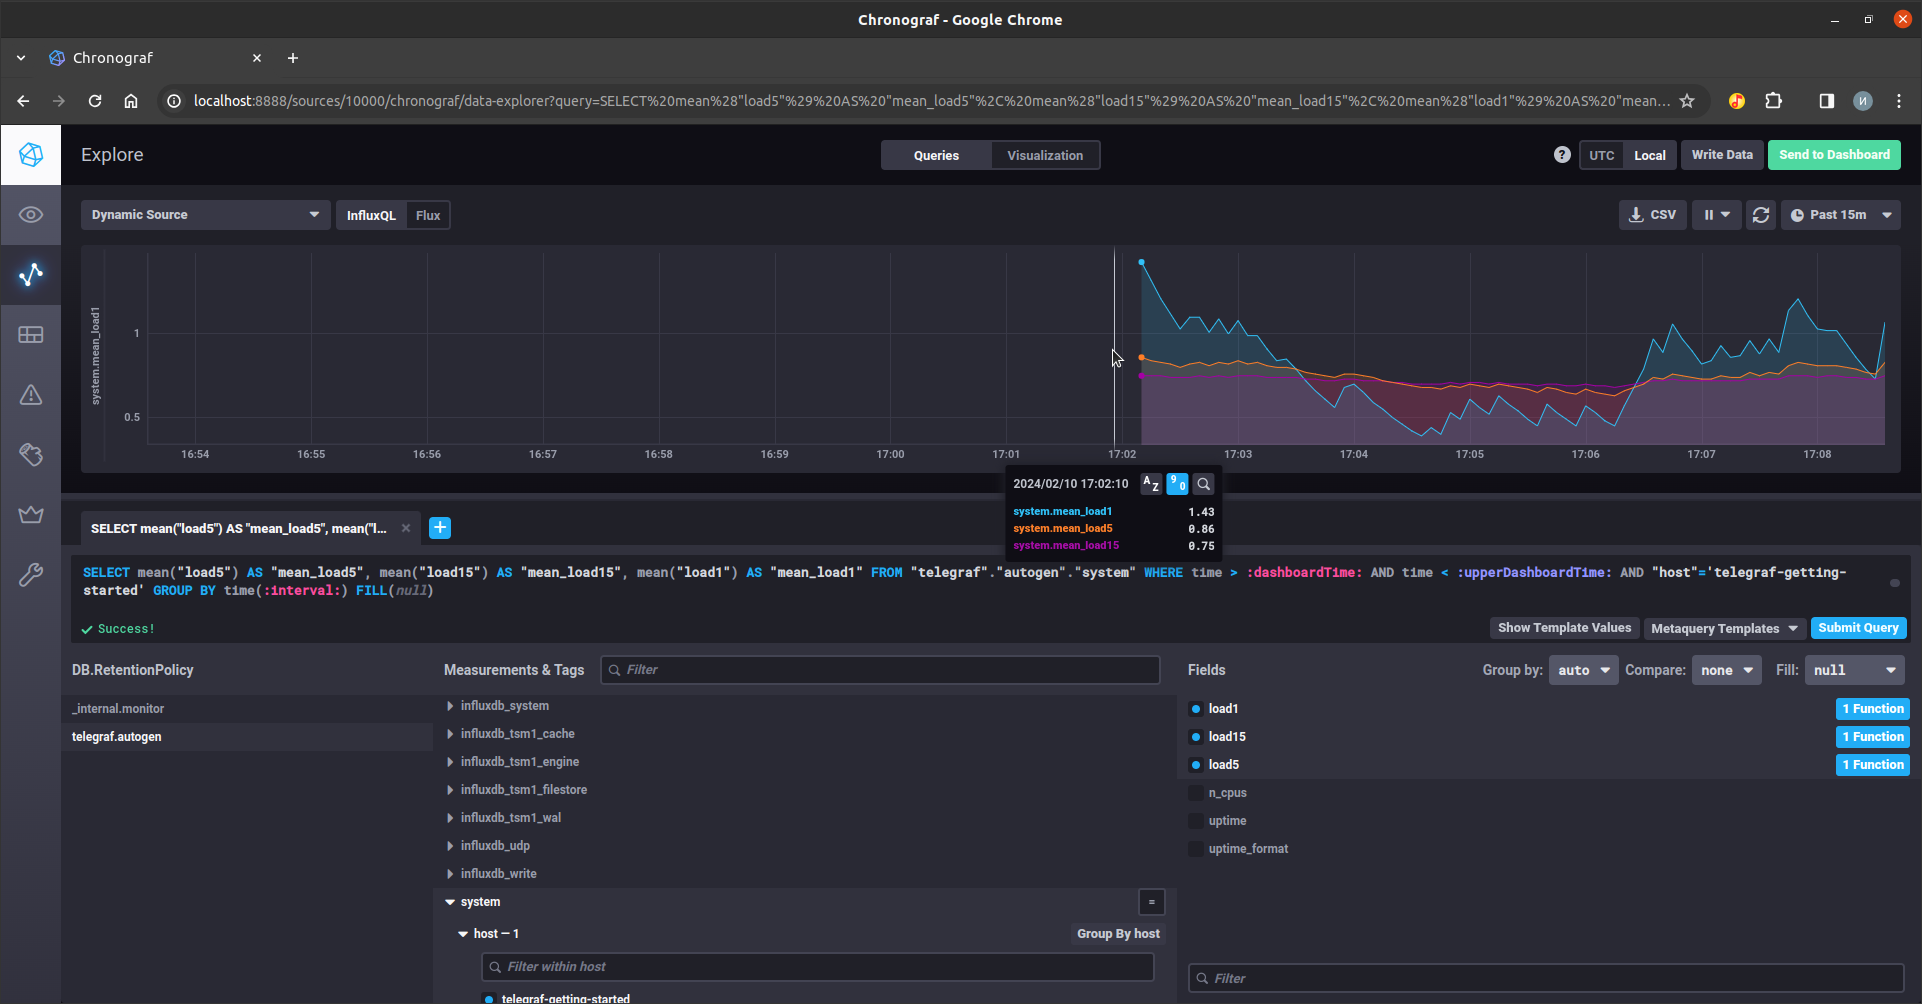 Chronograf - Google Chrome
Chronograf
localhost:8888/sources/10000/chronograf/data-explorer?query=SELECT%20mean%28"load5"%29%20AS%20"mean_load5"%2C%20mean%28"load15"%29%20AS%20"mean_load15"%2C%20mean%28"load1"%29%20AS%20"mean...
И
Explore
Queries
Visualization
?
UTC
Local
Write Data
Send to Dashboard
Dynamic Source
InfluxQL
Flux
CSV
Past 15m
system.mean_load1
1
0.5
16:54 16:55 16:56 16:57 16:58 16:59 17:00 17:01 17:02 17:03 17:04 17:05 17:06 17:07 17:08
2024/02/10 17:02:10
A Z
9 0
system.mean_load1 1.43
system.mean_load5 0.86
system.mean_load15 0.75
SELECT mean("load5") AS "mean_load5", mean("l...
SELECT mean("load5") AS "mean_load5", mean("load15") AS "mean_load15", mean("load1") AS "mean_load1" FROM "telegraf"."autogen"."system" WHERE time > :dashboardTime: AND time < :upperDashboardTime: AND "host"='telegraf-getting-
started' GROUP BY time(:interval:) FILL(null)
Success!
Show Template Values
Metaquery Templates
Submit Query
DB.RetentionPolicy
_internal.monitor
telegraf.autogen
Measurements & Tags
Filter
influxdb_system
influxdb_tsm1_cache
influxdb_tsm1_engine
influxdb_tsm1_filestore
influxdb_tsm1_wal
influxdb_udp
influxdb_write
system
=
host — 1
Group By host
Filter within host
telegraf-getting-started
Fields
Group by: auto
Compare: none
Fill: null
load1 1 Function
load15 1 Function
load5 1 Function
n_cpus
uptime
uptime_format
Filter